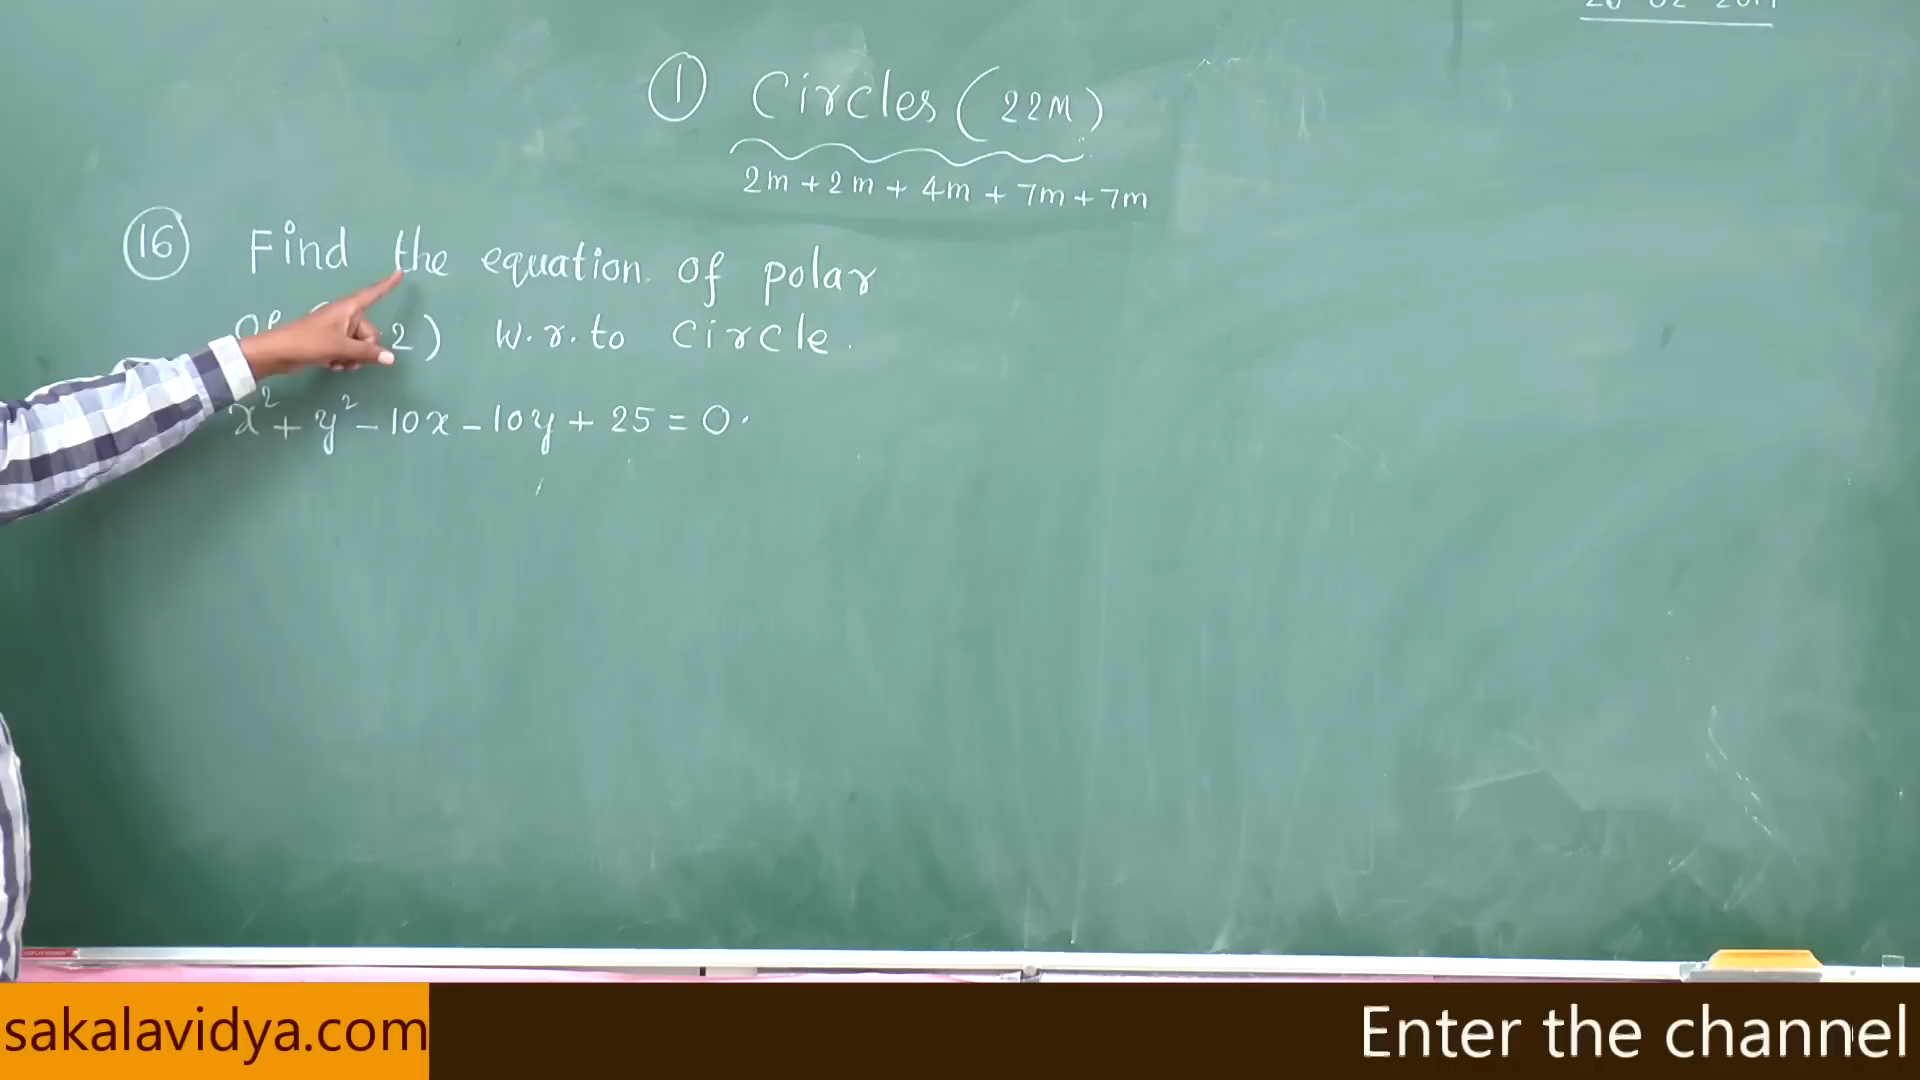 ① Circles (22M)
2m + 2m + 4m + 7m + 7m
⑯ Find the equation of polar
2) w.r.to circle.
x² + y² - 10x - 10y + 25 = 0.
sakalavidya.com
Enter the channel